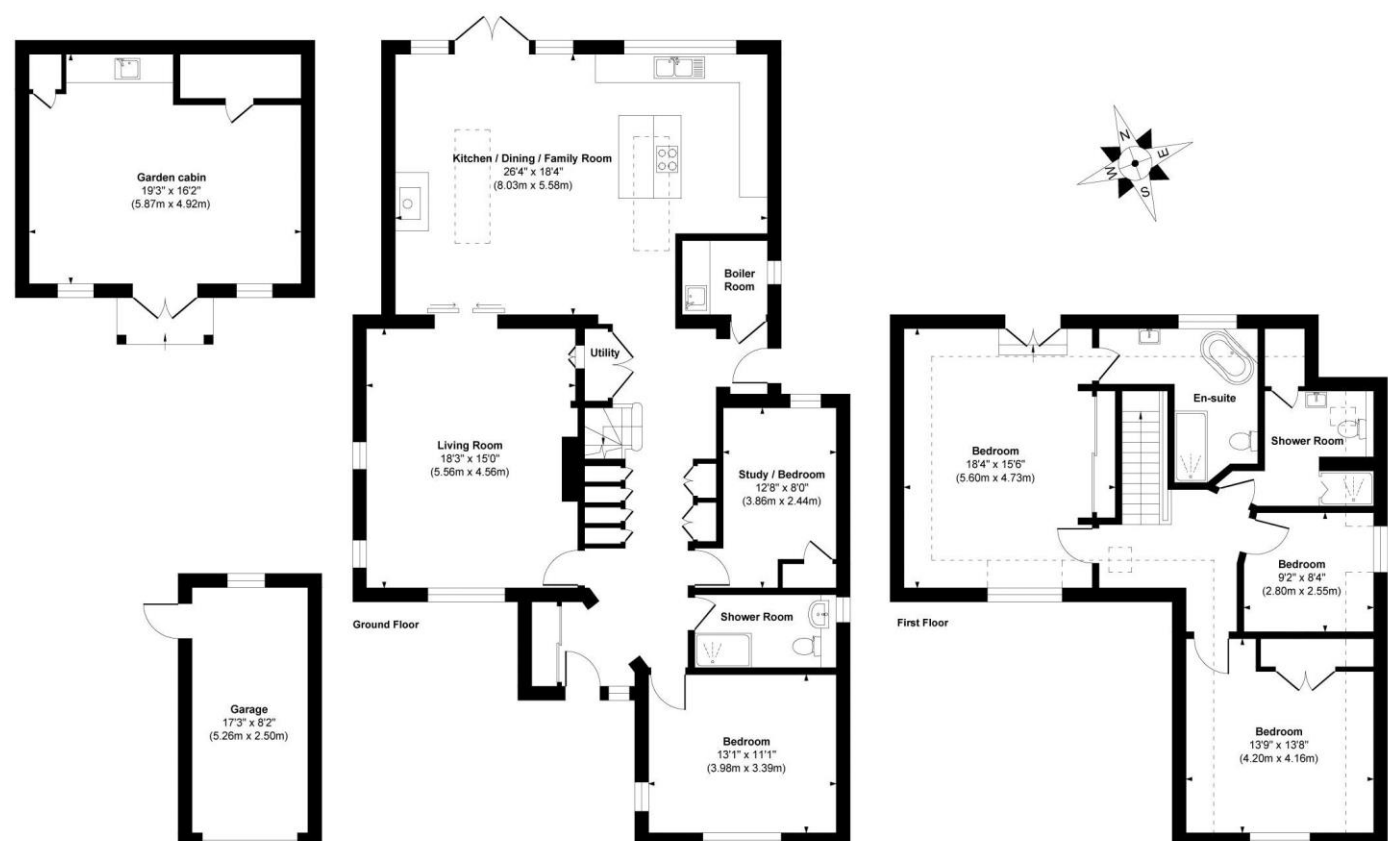 Garden cabin
19'3" x 16'2"
(5.87m x 4.92m)
Kitchen / Dining / Family Room
26'4" x 18'4"
(8.03m x 5.58m)
N
E
W
S
Boiler
Room
Utility
Living Room
18'3" x 15'0"
(5.56m x 4.56m)
Study / Bedroom
12'8" x 8'0"
(3.86m x 2.44m)
Shower Room
Ground Floor
Bedroom
13'1" x 11'1"
(3.98m x 3.39m)
Garage
17'3" x 8'2"
(5.26m x 2.50m)
En-suite
Shower Room
Bedroom
18'4" x 15'6"
(5.60m x 4.73m)
Bedroom
9'2" x 8'4"
(2.80m x 2.55m)
First Floor
Bedroom
13'9" x 13'8"
(4.20m x 4.16m)